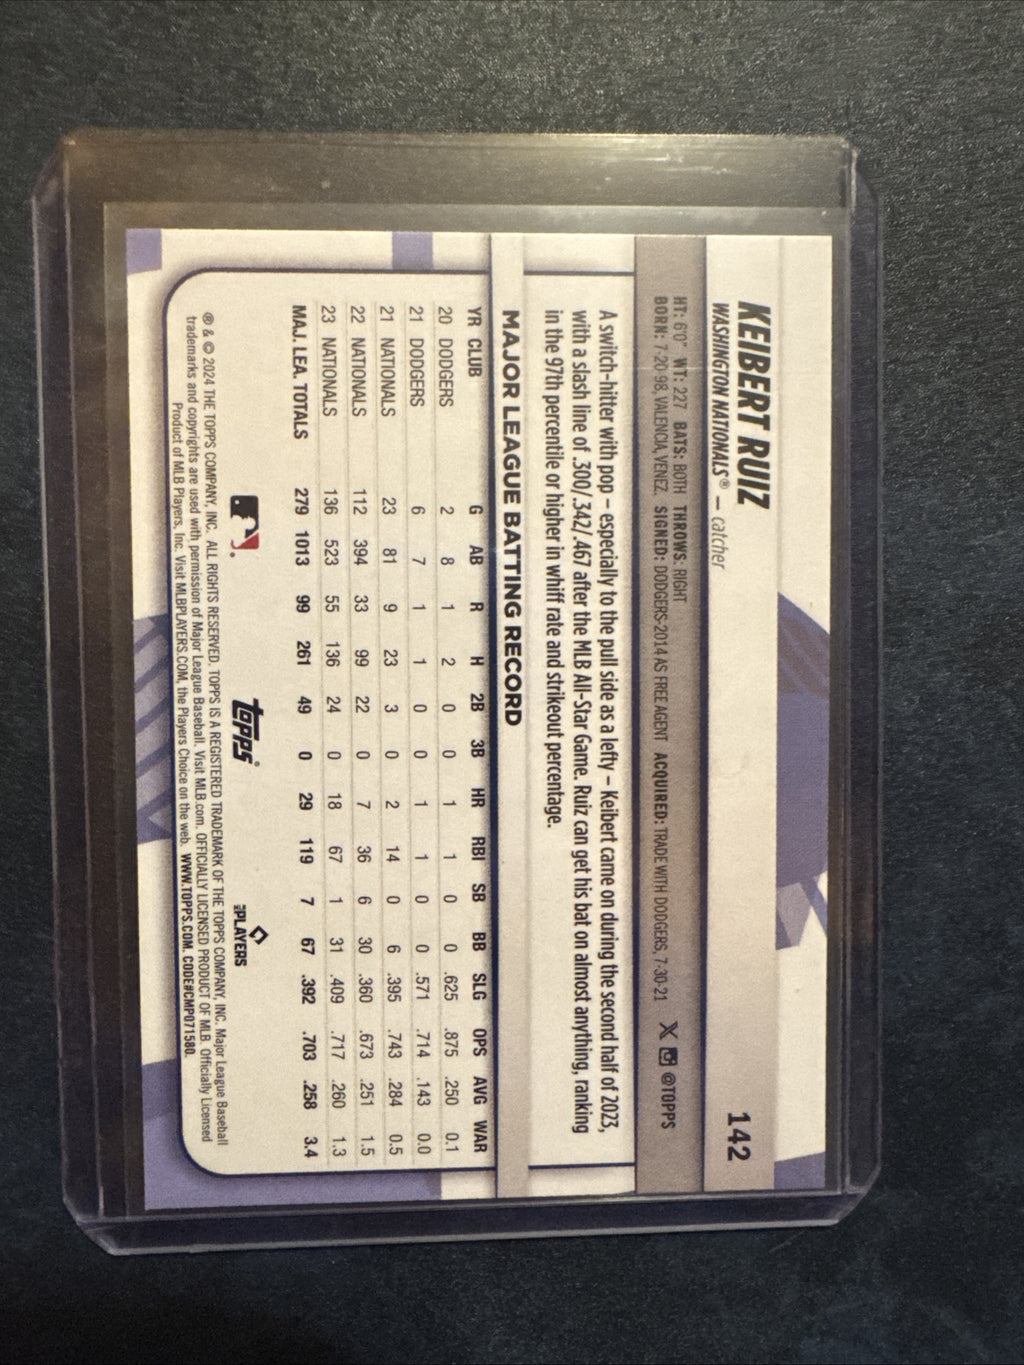 KEIBERT RUIZ
WASHINGTON NATIONALS® — catcher
142
HT: 6'0" WT: 227 BATS: BOTH THROWS: RIGHT
BORN: 7-20-98, VALENCIA, VENEZ. SIGNED: DODGERS-2014 AS FREE AGENT ACQUIRED: TRADE WITH DODGERS, 7-30-21
X @TOPPS
A switch-hitter with pop – especially to the pull side as a lefty – Keibert came on during the second half of 2023,
with a slash line of .300/.342/.467 after the MLB All-Star Game. Ruiz can get his bat on almost anything, ranking
in the 97th percentile or higher in whiff rate and strikeout percentage.
MAJOR LEAGUE BATTING RECORD
YR CLUB G AB R H 2B 3B HR RBI SB BB SLG OPS AVG WAR
20 DODGERS 2 8 1 2 0 0 1 1 0 0 .625 .875 .250 0.1
21 DODGERS 6 7 1 1 0 0 1 1 0 0 .571 .714 .143 0.0
21 NATIONALS 23 81 9 23 3 0 2 14 0 6 .395 .743 .284 0.5
22 NATIONALS 112 394 33 99 22 0 7 36 6 30 .360 .673 .251 1.5
23 NATIONALS 136 523 55 136 24 0 18 67 1 31 .409 .717 .260 1.3
MAJ. LEA. TOTALS 279 1013 99 261 49 0 29 119 7 67 .392 .703 .258 3.4
topps®
MLB PLAYERS
® & © 2024 THE TOPPS COMPANY, INC. ALL RIGHTS RESERVED. TOPPS IS A REGISTERED TRADEMARK OF THE TOPPS COMPANY, INC. Major League Baseball
trademarks and copyrights are used with permission of Major League Baseball. Visit MLB.com. OFFICIALLY LICENSED PRODUCT OF MLB. Officially Licensed
Product of MLB Players, Inc. Visit MLBPLAYERS.COM, the Players Choice on the web. WWW.TOPPS.COM. CODE#CMP071580.